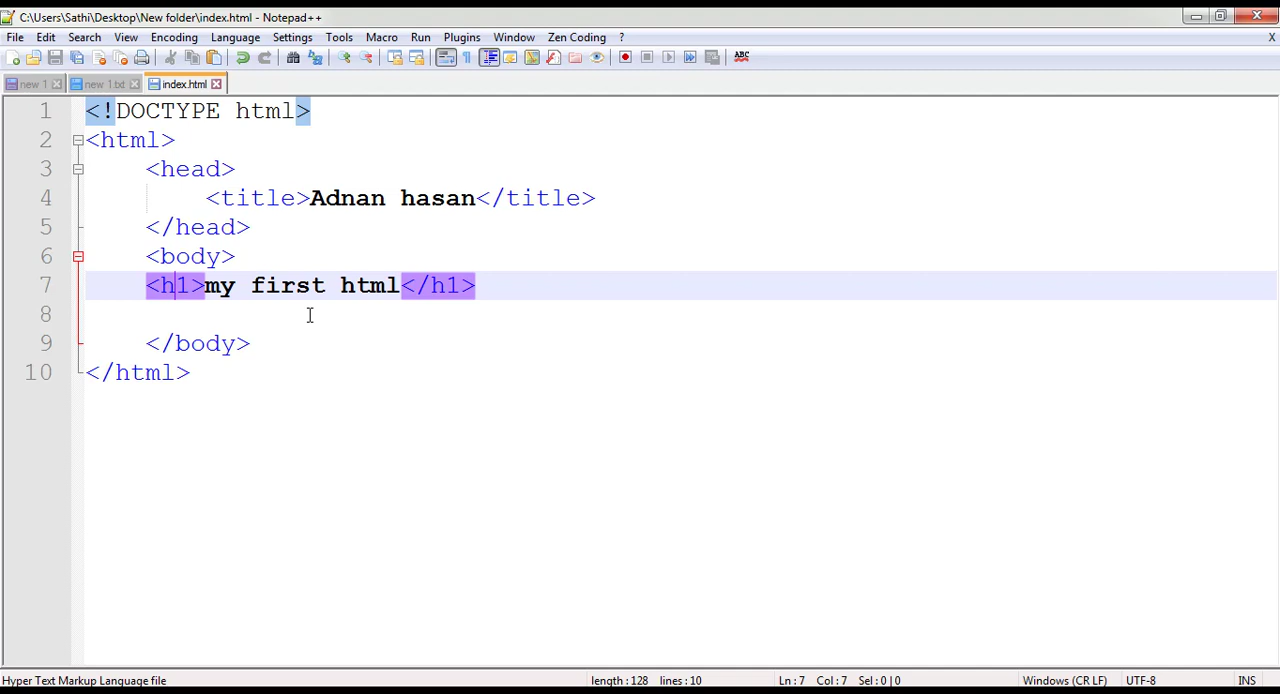 C:\Users\Sathi\Desktop\New folder\index.html - Notepad++
File Edit Search View Encoding Language Settings Tools Macro Run Plugins Window Zen Coding ? X
ABC
new 1 new 1.txt index.html
1 <!DOCTYPE html>
2 <html>
3 <head>
4 <title>Adnan hasan</title>
5 </head>
6 <body>
7 <h1>my first html</h1>
8
9 </body>
10 </html>
Hyper Text Markup Language file length : 128 lines : 10 Ln : 7 Col : 7 Sel : 0 | 0 Windows (CR LF) UTF-8 INS